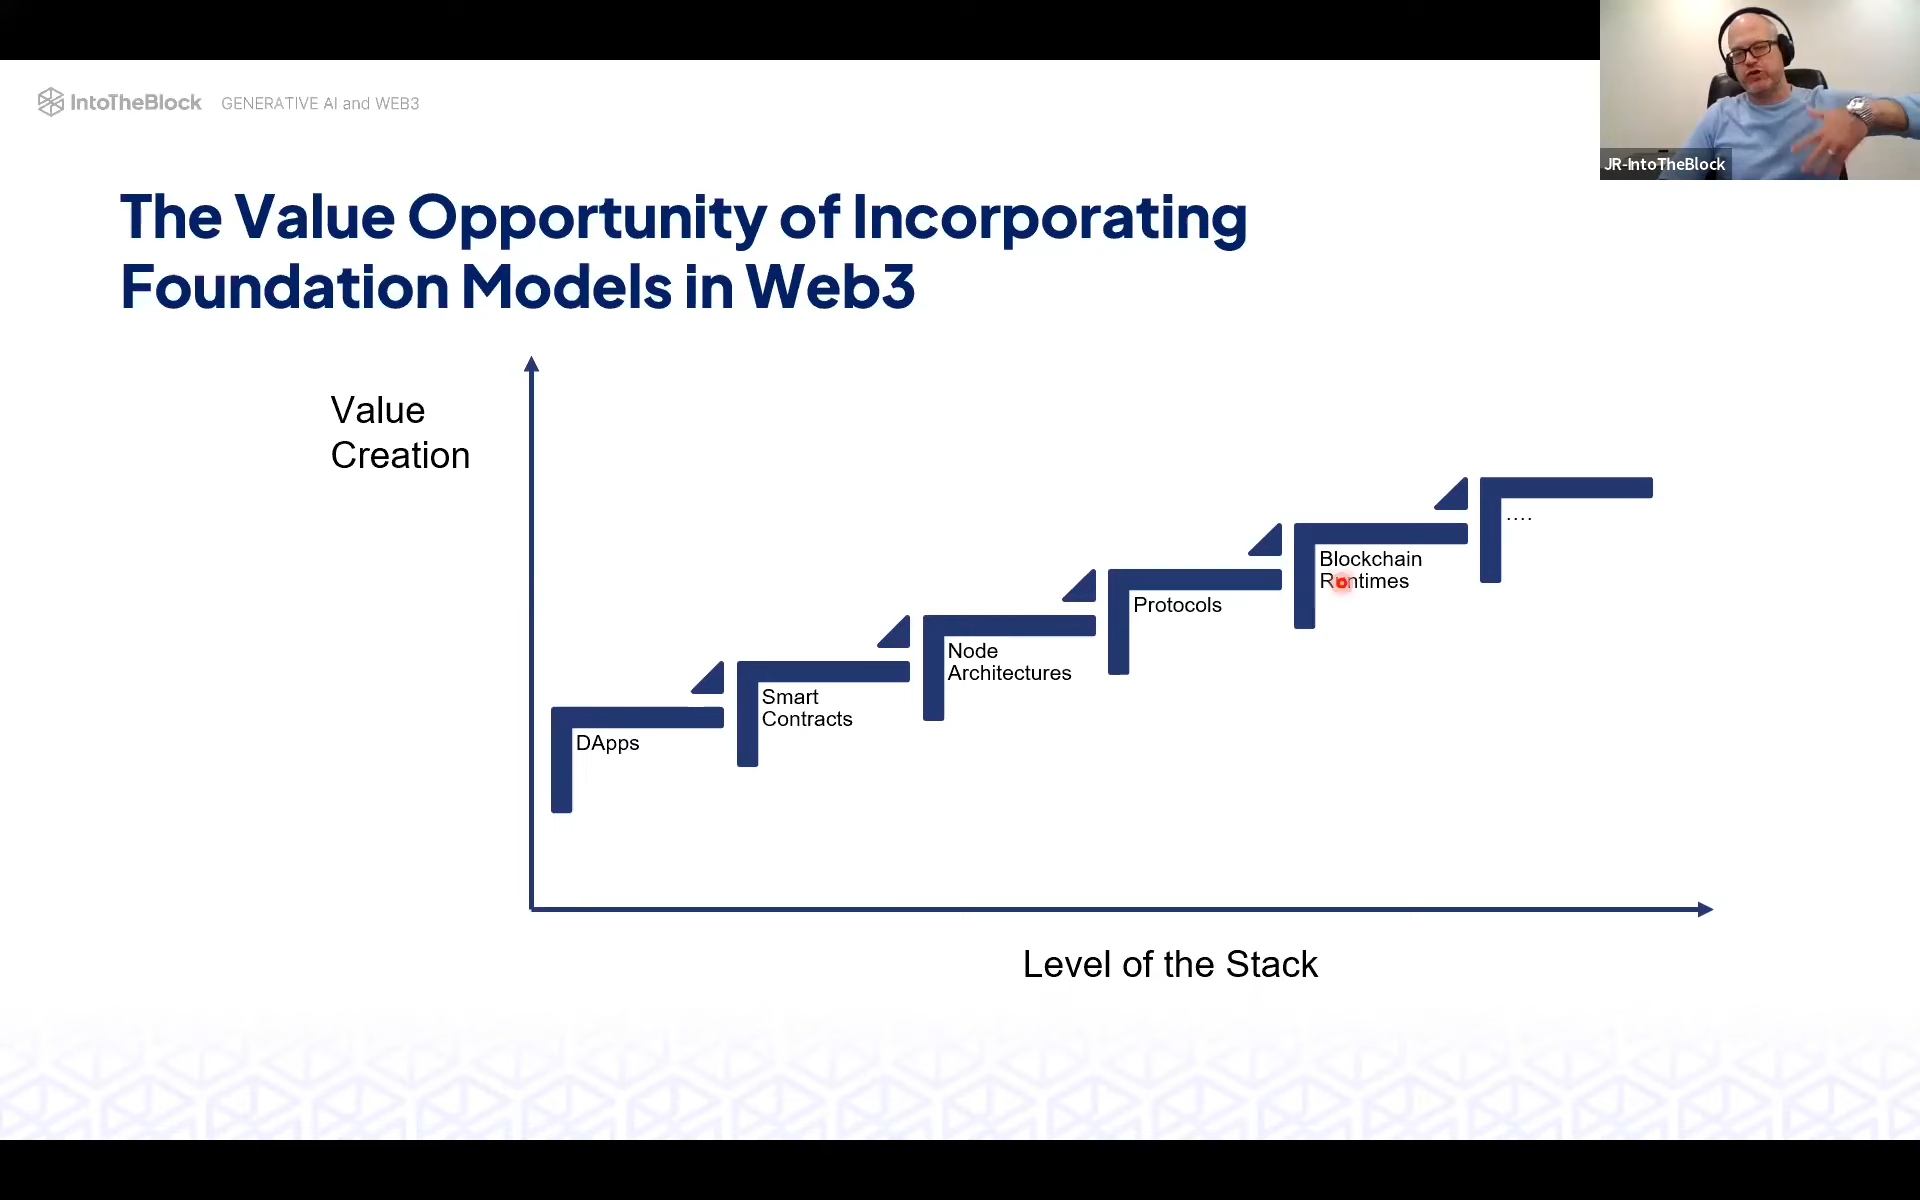 IntoTheBlock GENERATIVE AI and WEB3
JR-IntoTheBlock
The Value Opportunity of Incorporating
Foundation Models in Web3
Value
Creation
....
Blockchain
Runtimes
Protocols
Node
Architectures
Smart
Contracts
DApps
Level of the Stack